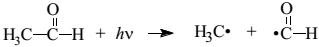 O O
H₃C–C–H + hν → H₃C• + •C–H